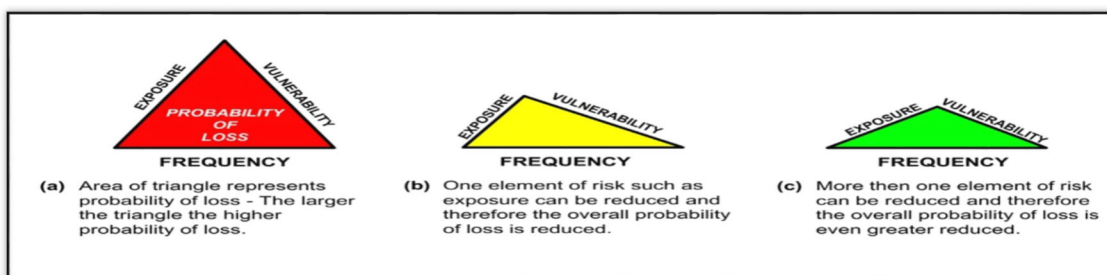 EXPOSURE
VULNERABILITY
PROBABILITY
OF
LOSS
FREQUENCY
(a) Area of triangle represents
probability of loss - The larger
the triangle the higher
probability of loss.
EXPOSURE
VULNERABILITY
FREQUENCY
(b) One element of risk such as
exposure can be reduced and
therefore the overall probability
of loss is reduced.
EXPOSURE
VULNERABILITY
FREQUENCY
(c) More then one element of risk
can be reduced and therefore
the overall probability of loss is
even greater reduced.